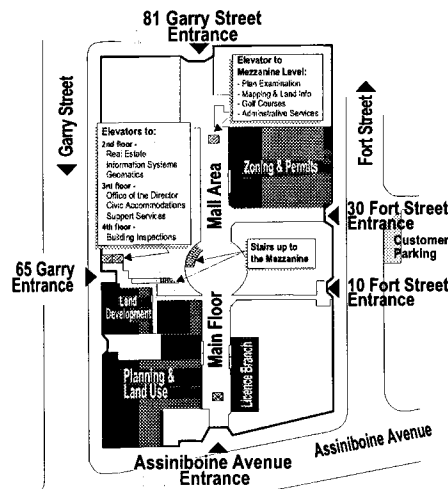 81 Garry Street
Entrance
Elevator to
Mezzanine Level:
- Plan Examination
- Mapping & Land Info
- Golf Courses
- Adminstrative Services
Garry Street
Fort Street
Elevators to:
2nd floor -
Real Estate
Information Systems
Geomatics
3rd floor -
Office of the Director
Civic Accommodations
Support Services
4th floor -
Building Inspections
Mall Area
Zoning & Permits
30 Fort Street
Entrance
Customer
Parking
Stairs up to
the Mezzanine
65 Garry
Entrance
10 Fort Street
Entrance
Land
Development
Main Floor
Planning &
Land Use
Licence Branch
Assiniboine Avenue
Entrance
Assiniboine Avenue